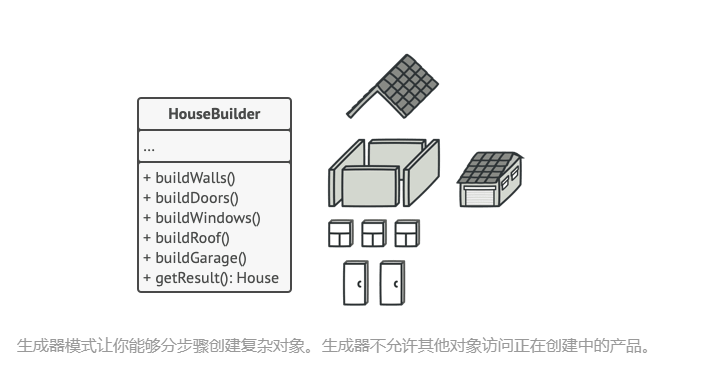 HouseBuilder
...
+ buildWalls()
+ buildDoors()
+ buildWindows()
+ buildRoof()
+ buildGarage()
+ getResult(): House
生成器模式让你能够分步骤创建复杂对象。生成器不允许其他对象访问正在创建中的产品。